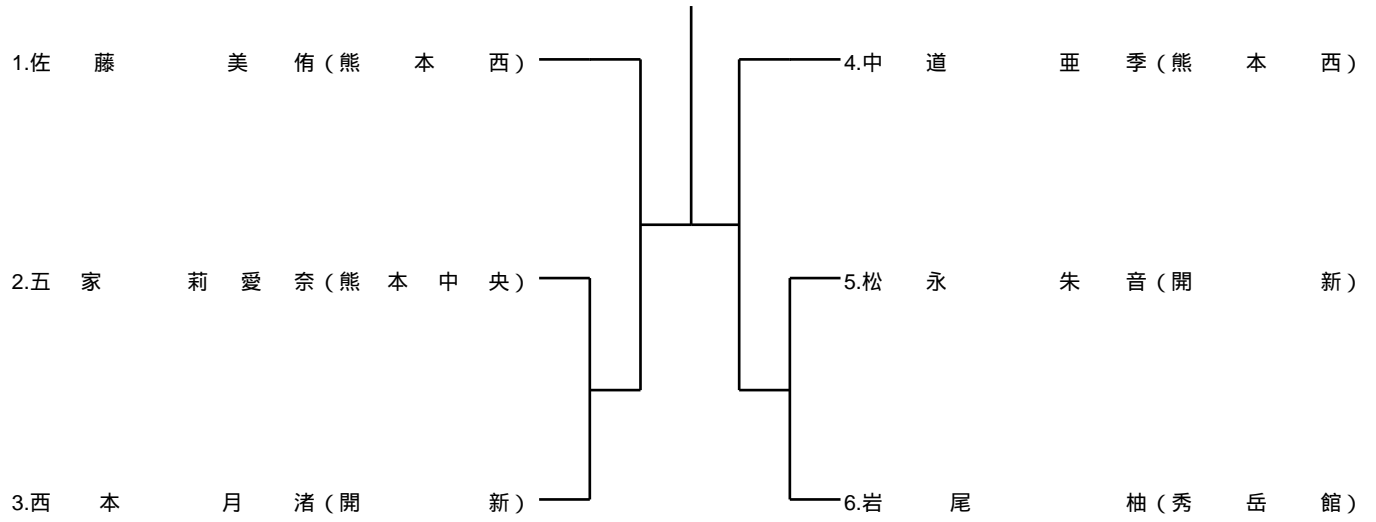 1.佐藤 美侑(熊本西)
2.五家 莉愛奈(熊本中央)
3.西本 月渚(開新)
4.中道 亜季(熊本西)
5.松永 朱音(開新)
6.岩尾 柚(秀岳館)